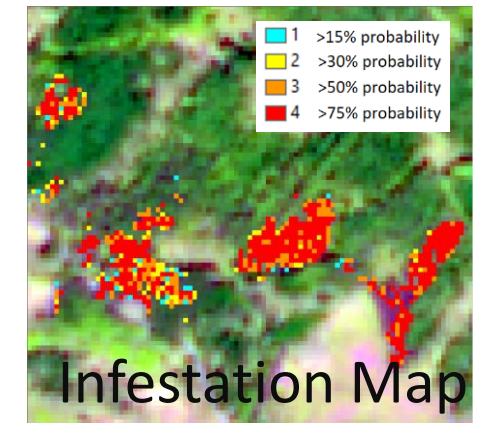 1 >15% probability
2 >30% probability
3 >50% probability
4 >75% probability
Infestation Map